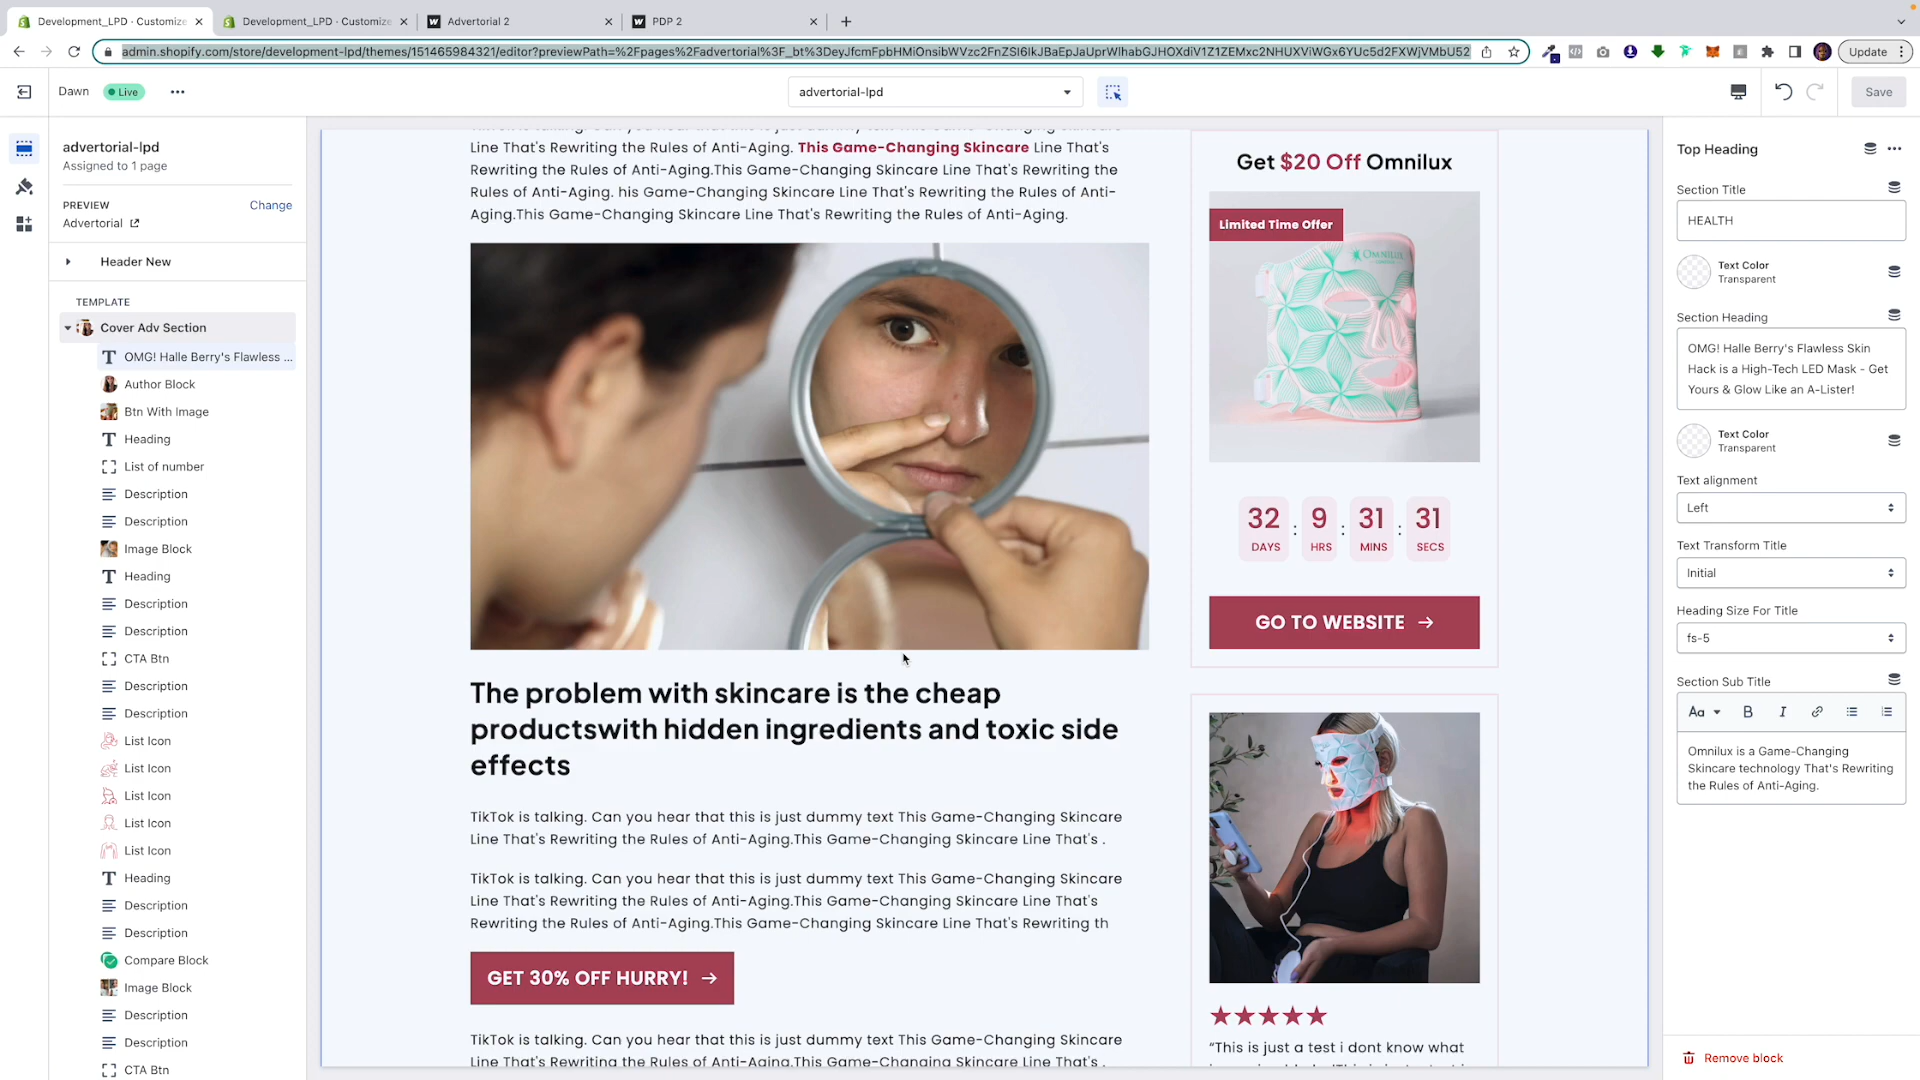 Development_LPD · Customize
Development_LPD · Customize
Advertorial 2
PDP 2
admin.shopify.com/store/development-lpd/themes/151465984321/editor?previewPath=%2Fpages%2Fadvertorial%3F_bt%3DeyJfcmFpbHMiOnsibWVzc2FnZSI6IkJBaEpJaUprWlhabGJHOXdiV1Z1ZEMxc2NHUXViWGx6YUc5d2FXWjVMbU52
Update
Dawn
Live
advertorial-lpd
Save
advertorial-lpd
Assigned to 1 page
PREVIEW
Change
Advertorial
Header New
TEMPLATE
Cover Adv Section
OMG! Halle Berry's Flawless ...
Author Block
Btn With Image
Heading
List of number
Description
Description
Image Block
Heading
Description
Description
CTA Btn
Description
Description
List Icon
List Icon
List Icon
List Icon
List Icon
Heading
Description
Description
Compare Block
Image Block
Description
Description
CTA Btn
Line That's Rewriting the Rules of Anti-Aging. This Game-Changing Skincare Line That's
Rewriting the Rules of Anti-Aging.This Game-Changing Skincare Line That's Rewriting the
Rules of Anti-Aging. his Game-Changing Skincare Line That's Rewriting the Rules of Anti-
Aging.This Game-Changing Skincare Line That's Rewriting the Rules of Anti-Aging.
The problem with skincare is the cheap
productswith hidden ingredients and toxic side
effects
TikTok is talking. Can you hear that this is just dummy text This Game-Changing Skincare
Line That's Rewriting the Rules of Anti-Aging.This Game-Changing Skincare Line That's .
TikTok is talking. Can you hear that this is just dummy text This Game-Changing Skincare
Line That's Rewriting the Rules of Anti-Aging.This Game-Changing Skincare Line That's
Rewriting the Rules of Anti-Aging.This Game-Changing Skincare Line That's Rewriting th
GET 30% OFF HURRY! →
TikTok is talking. Can you hear that this is just dummy text This Game-Changing Skincare
Line That's Rewriting the Rules of Anti-Aging.This Game-Changing Skincare Line That's .
Get $20 Off Omnilux
Limited Time Offer
OMNILUX
32 : 9 : 31 : 31
DAYS HRS MINS SECS
GO TO WEBSITE →
“This is just a test i dont know what
Top Heading
Section Title
HEALTH
Text Color
Transparent
Section Heading
OMG! Halle Berry's Flawless Skin
Hack is a High-Tech LED Mask - Get
Yours & Glow Like an A-Lister!
Text Color
Transparent
Text alignment
Left
Text Transform Title
Initial
Heading Size For Title
fs-5
Section Sub Title
Aa B I
Omnilux is a Game-Changing
Skincare technology That's Rewriting
the Rules of Anti-Aging.
Remove block